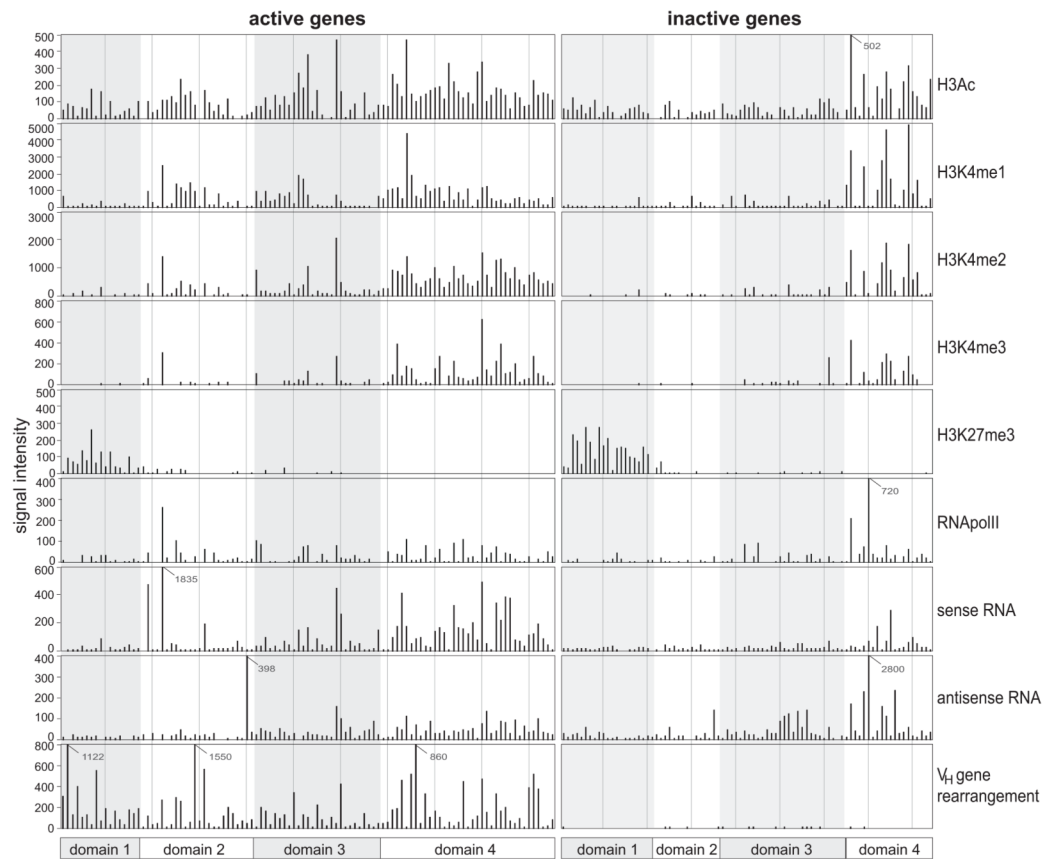 active genes
inactive genes
signal intensity
500
400
300
200
100
0
502
H3Ac
5000
4000
3000
2000
1000
0
H3K4me1
3000
2000
1000
0
H3K4me2
800
600
400
200
0
H3K4me3
500
400
300
200
100
0
H3K27me3
400
300
200
100
0
720
RNApolII
600
400
200
0
1835
sense RNA
400
300
200
100
0
398
2800
antisense RNA
800
600
400
200
0
1122
1550
860
VH gene
rearrangement
domain 1
domain 2
domain 3
domain 4
domain 1
domain 2
domain 3
domain 4